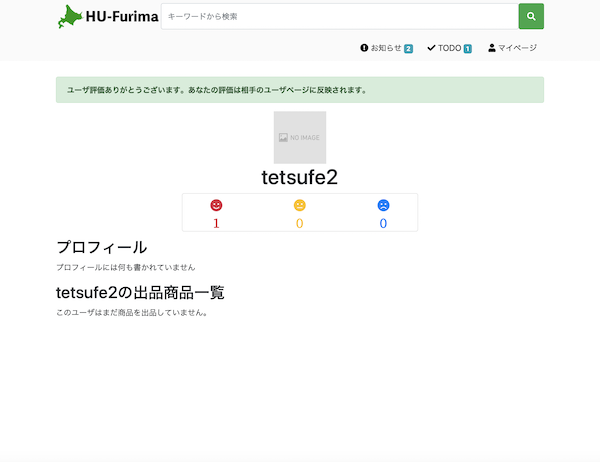 HU-Furima
キーワードから検索
お知らせ 2
TODO 1
マイページ
ユーザ評価ありがとうございます。あなたの評価は相手のユーザページに反映されます。
NO IMAGE
tetsufe2
1 0 0
プロフィール
プロフィールには何も書かれていません
tetsufe2の出品商品一覧
このユーザはまだ商品を出品していません。